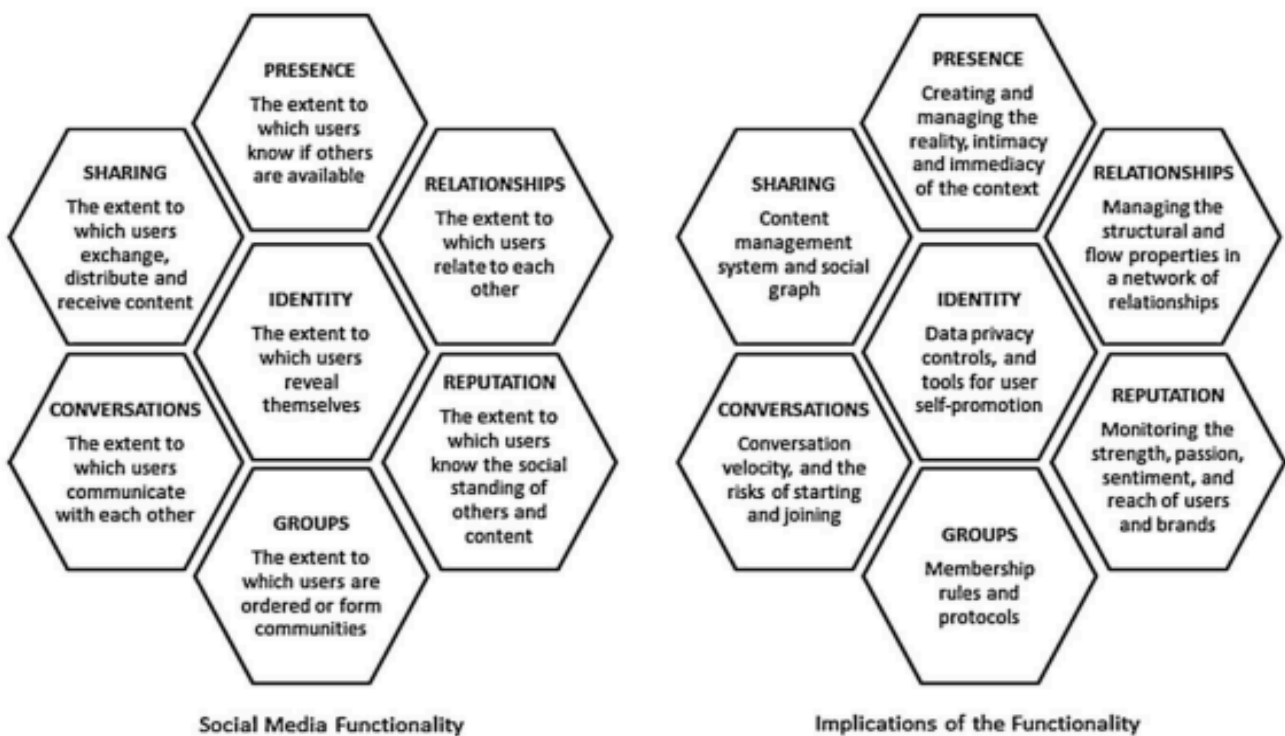 PRESENCE
The extent to
which users
know if others
are available
SHARING
The extent to
which users
exchange,
distribute and
receive content
RELATIONSHIPS
The extent to
which users
relate to each
other
IDENTITY
The extent to
which users
reveal
themselves
CONVERSATIONS
The extent to
which users
communicate
with each other
REPUTATION
The extent to
which users
know the social
standing of
others and
content
GROUPS
The extent to
which users are
ordered or form
communities
Social Media Functionality
PRESENCE
Creating and
managing the
reality, intimacy
and immediacy
of the context
SHARING
Content
management
system and social
graph
RELATIONSHIPS
Managing the
structural and
flow properties in
a network of
relationships
IDENTITY
Data privacy
controls, and
tools for user
self-promotion
CONVERSATIONS
Conversation
velocity, and the
risks of starting
and joining
REPUTATION
Monitoring the
strength, passion,
sentiment, and
reach of users
and brands
GROUPS
Membership
rules and
protocols
Implications of the Functionality